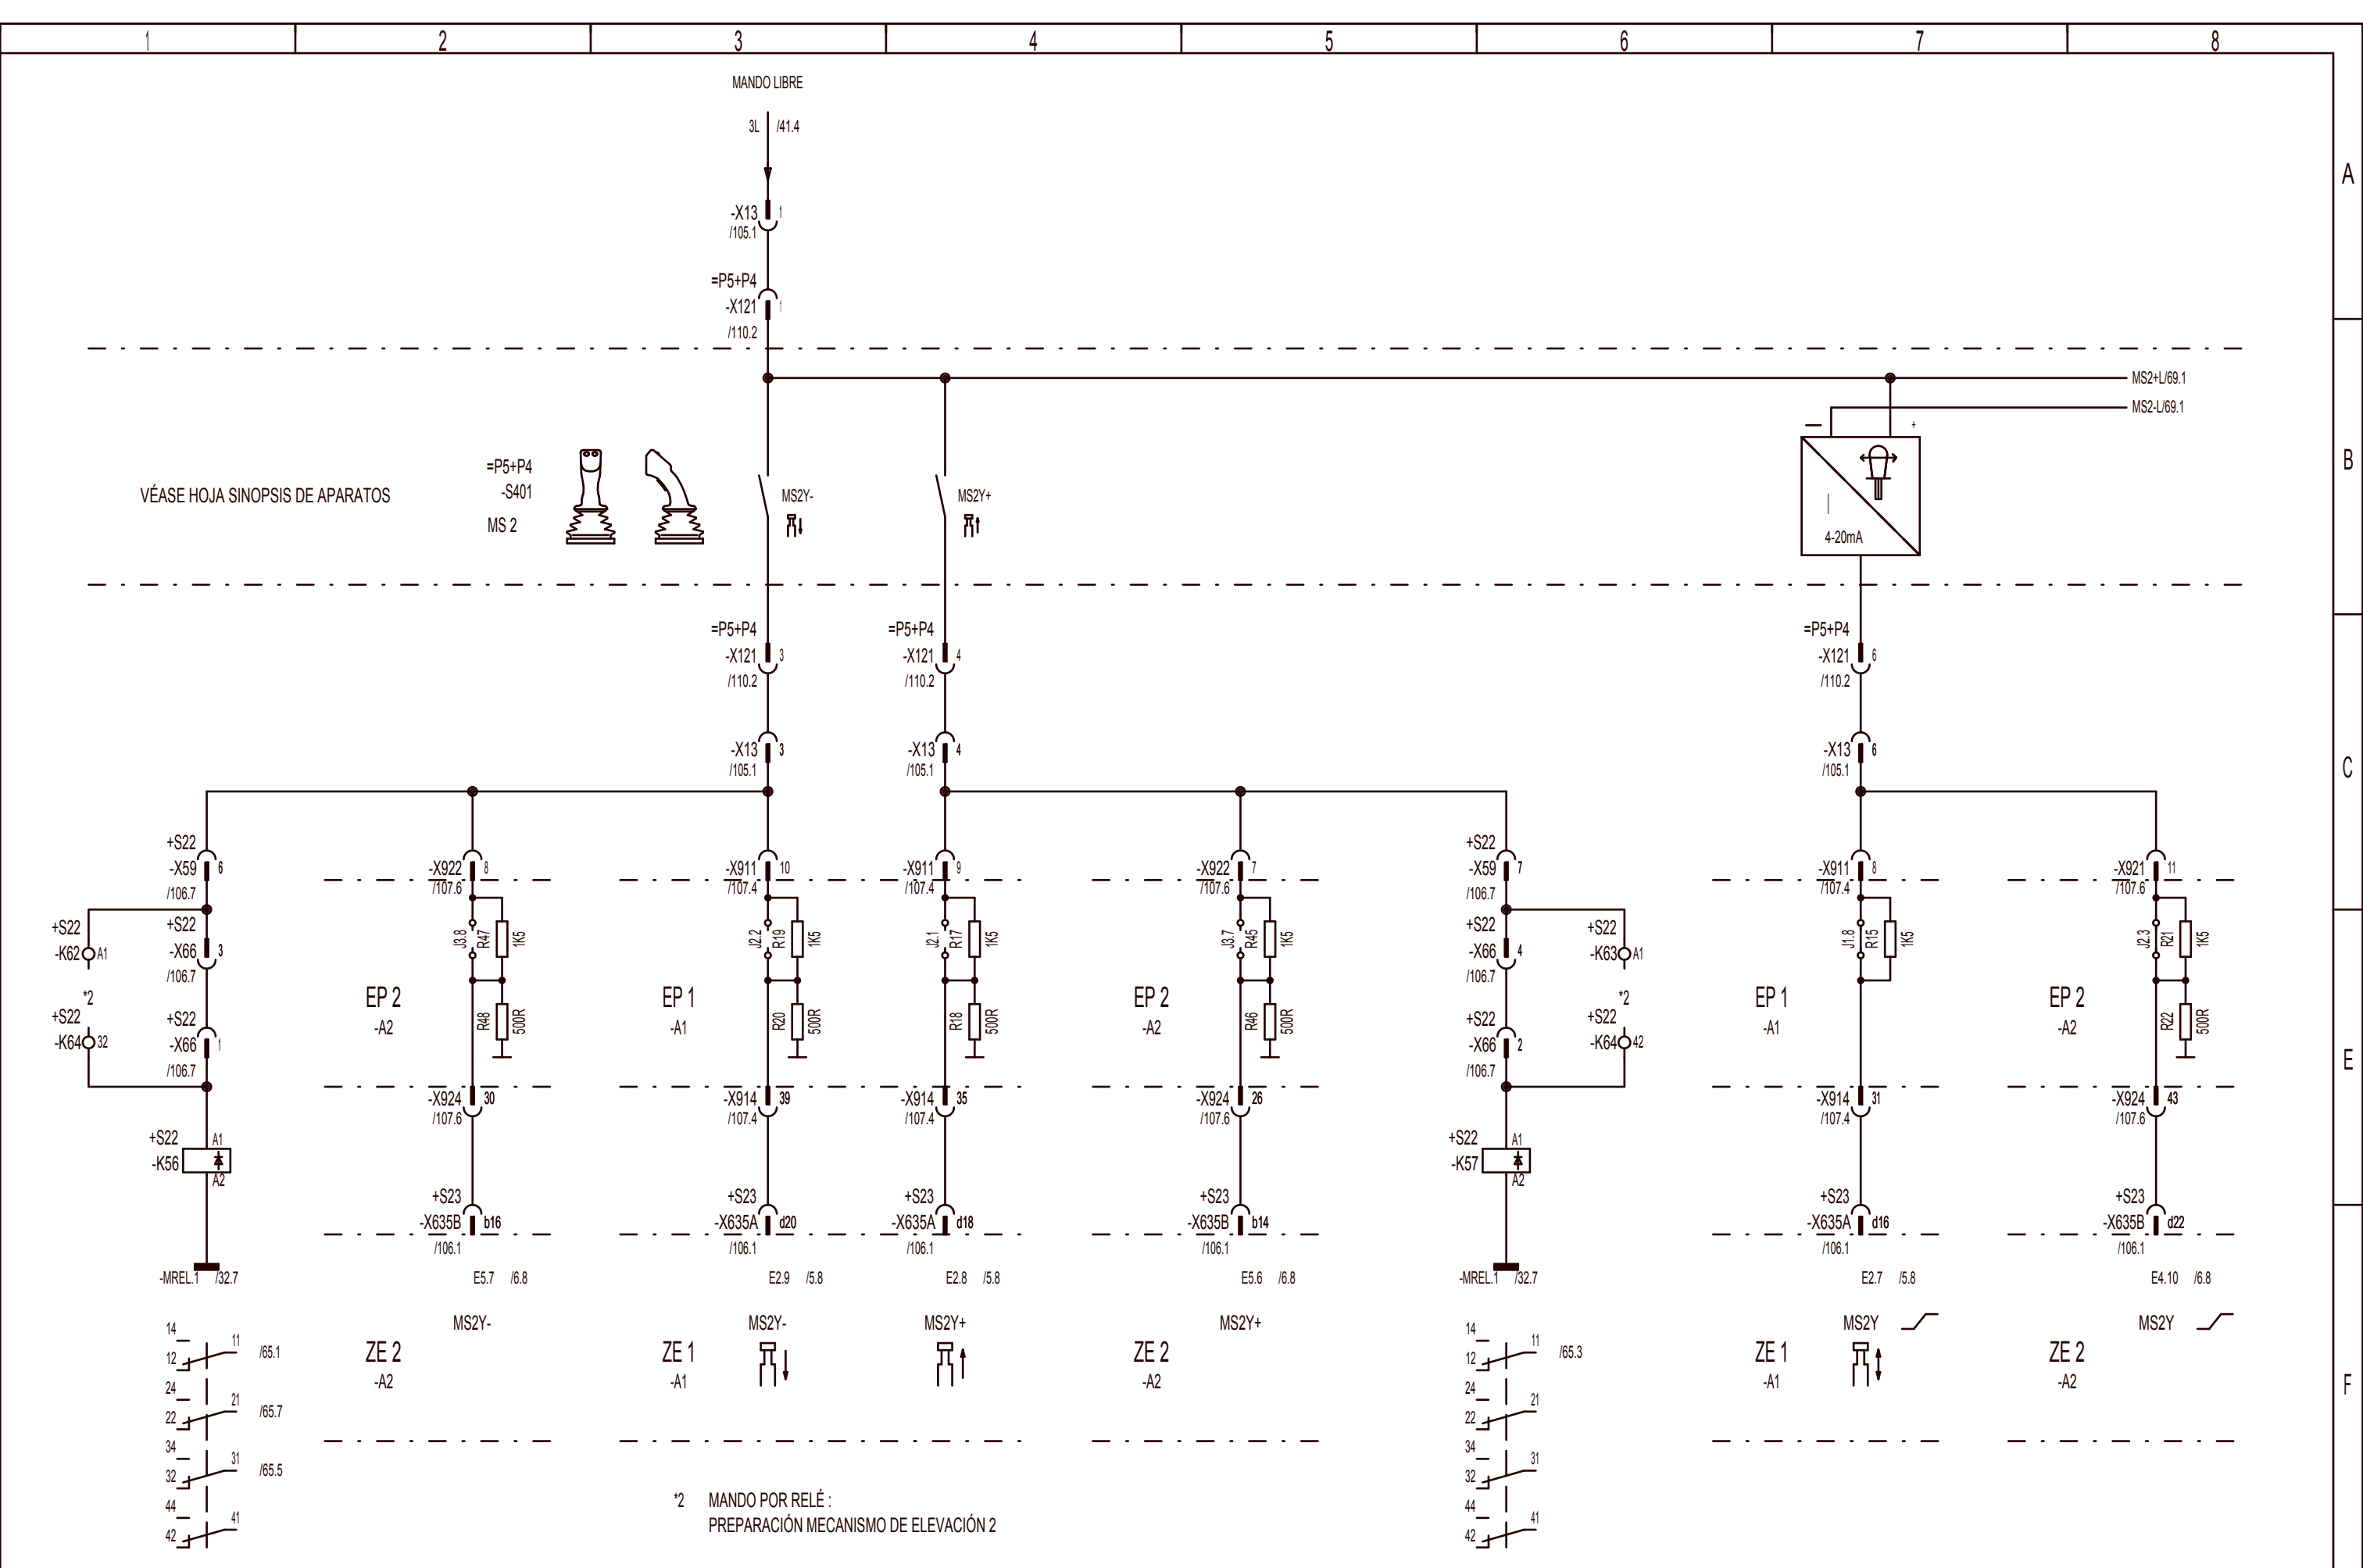 1 2 3 4 5 6 7 8
MANDO LIBRE
3L /41.4
A
-X13 1
/105.1
=P5+P4
-X121 1
/110.2
MS2+L/69.1
MS2-L/69.1
— +
=P5+P4
-S401
MS 2
VÉASE HOJA SINOPSIS DE APARATOS
MS2Y- MS2Y+
B
4-20mA
=P5+P4 =P5+P4 =P5+P4
-X121 3 -X121 4 -X121 6
/110.2 /110.2 /110.2
-X13 3 -X13 4 -X13 6
/105.1 /105.1 /105.1
C
+S22 +S22
-X59 6 -X922 8 -X911 10 -X911 9 -X922 7 -X59 7 -X911 8 -X921 11
/106.7 /107.6 /107.4 /107.4 /107.6 /106.7 /107.4 /107.6
+S22 +S22 +S22 +S22
-K62 A1 -X66 3 J3.8 R47 1K5 J2.2 R19 1K5 J2.1 R17 1K5 J3.7 R45 1K5 -X66 4 -K63 A1 J1.8 R15 1K5 J2.3 R21 1K5
/106.7 /106.7
*2 EP 2 EP 1 EP 2 *2 EP 1 EP 2
+S22 +S22 -A2 R48 500R -A1 R20 500R R18 500R -A2 R46 500R +S22 +S22 -A1 -A2 R22 500R
-K64 32 -X66 1 -X66 2 -K64 42
/106.7 /106.7
E
-X924 30 -X914 39 -X914 35 -X924 26 -X914 31 -X924 43
/107.6 /107.4 /107.4 /107.6 /107.4 /107.6
+S22 A1 +S22 A1
-K56 -K57
A2 A2
+S23 +S23 +S23 +S23 +S23 +S23
-X635B b16 -X635A d20 -X635A d18 -X635B b14 -X635A d16 -X635B d22
/106.1 /106.1 /106.1 /106.1 /106.1 /106.1
-MREL.1 /32.7 E5.7 /6.8 E2.9 /5.8 E2.8 /5.8 E5.6 /6.8 -MREL.1 /32.7 E2.7 /5.8 E4.10 /6.8
MS2Y- MS2Y- MS2Y+ MS2Y+ MS2Y MS2Y
ZE 2 ZE 1 ZE 2 ZE 1 ZE 2
-A2 -A1 -A2 -A1 -A2
F
14 11 /65.1
12
24 21 /65.7
22
34 31 /65.5
32
44 41
42
14 11 /65.3
12
24 21
22
34 31
32
44 41
42
*2 MANDO POR RELÉ :
PREPARACIÓN MECANISMO DE ELEVACIÓN 2